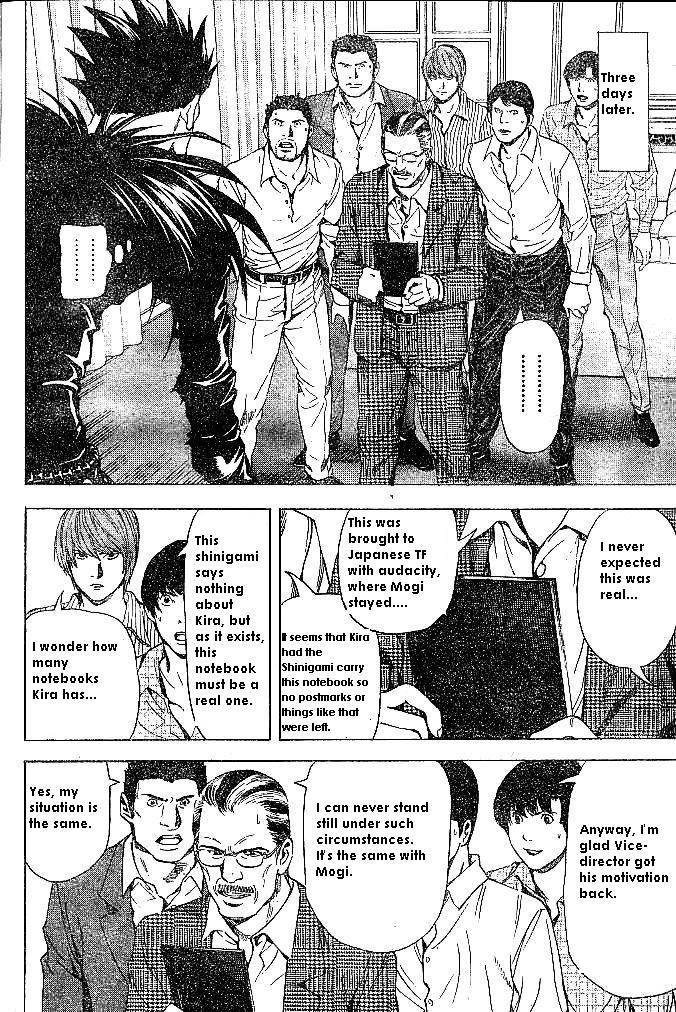 Three
days
later.
.......
.......
I never
expected
this was
real...
This was
brought to
Japanese TF
with audacity,
where Mogi
stayed....
It seems that Kira
had the
Shinigami carry
this notebook so
no postmarks or
things like that
were left.
This
shinigami
says
nothing
about
Kira, but
as it exists,
this
notebook
must be a
real one.
I wonder how
many
notebooks
Kira has...
Anyway, I'm
glad Vice-
director got
his motivation
back.
I can never stand
still under such
circumstances.
It's the same with
Mogi.
Yes, my
situation is
the same.